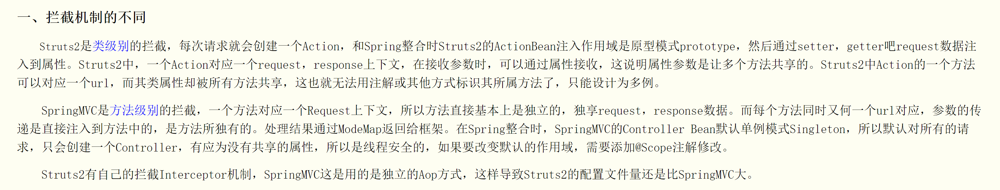 一、拦截机制的不同
Struts2是类级别的拦截，每次请求就会创建一个Action，和Spring整合时Struts2的ActionBean注入作用域是原型模式prototype，然后通过setter，getter吧request数据注
入到属性。Struts2中，一个Action对应一个request，response上下文，在接收参数时，可以通过属性接收，这说明属性参数是让多个方法共享的。Struts2中Action的一个方法
可以对应一个url，而其类属性却被所有方法共享，这也就无法用注解或其他方式标识其所属方法了，只能设计为多例。
SpringMVC是方法级别的拦截，一个方法对应一个Request上下文，所以方法直接基本上是独立的，独享request，response数据。而每个方法同时又何一个url对应，参数的传
递是直接注入到方法中的，是方法所独有的。处理结果通过ModeMap返回给框架。在Spring整合时，SpringMVC的Controller Bean默认单例模式Singleton，所以默认对所有的请
求，只会创建一个Controller，有应为没有共享的属性，所以是线程安全的，如果要改变默认的作用域，需要添加@Scope注解修改。
Struts2有自己的拦截Interceptor机制，SpringMVC这是用的是独立的Aop方式，这样导致Struts2的配置文件量还是比SpringMVC大。